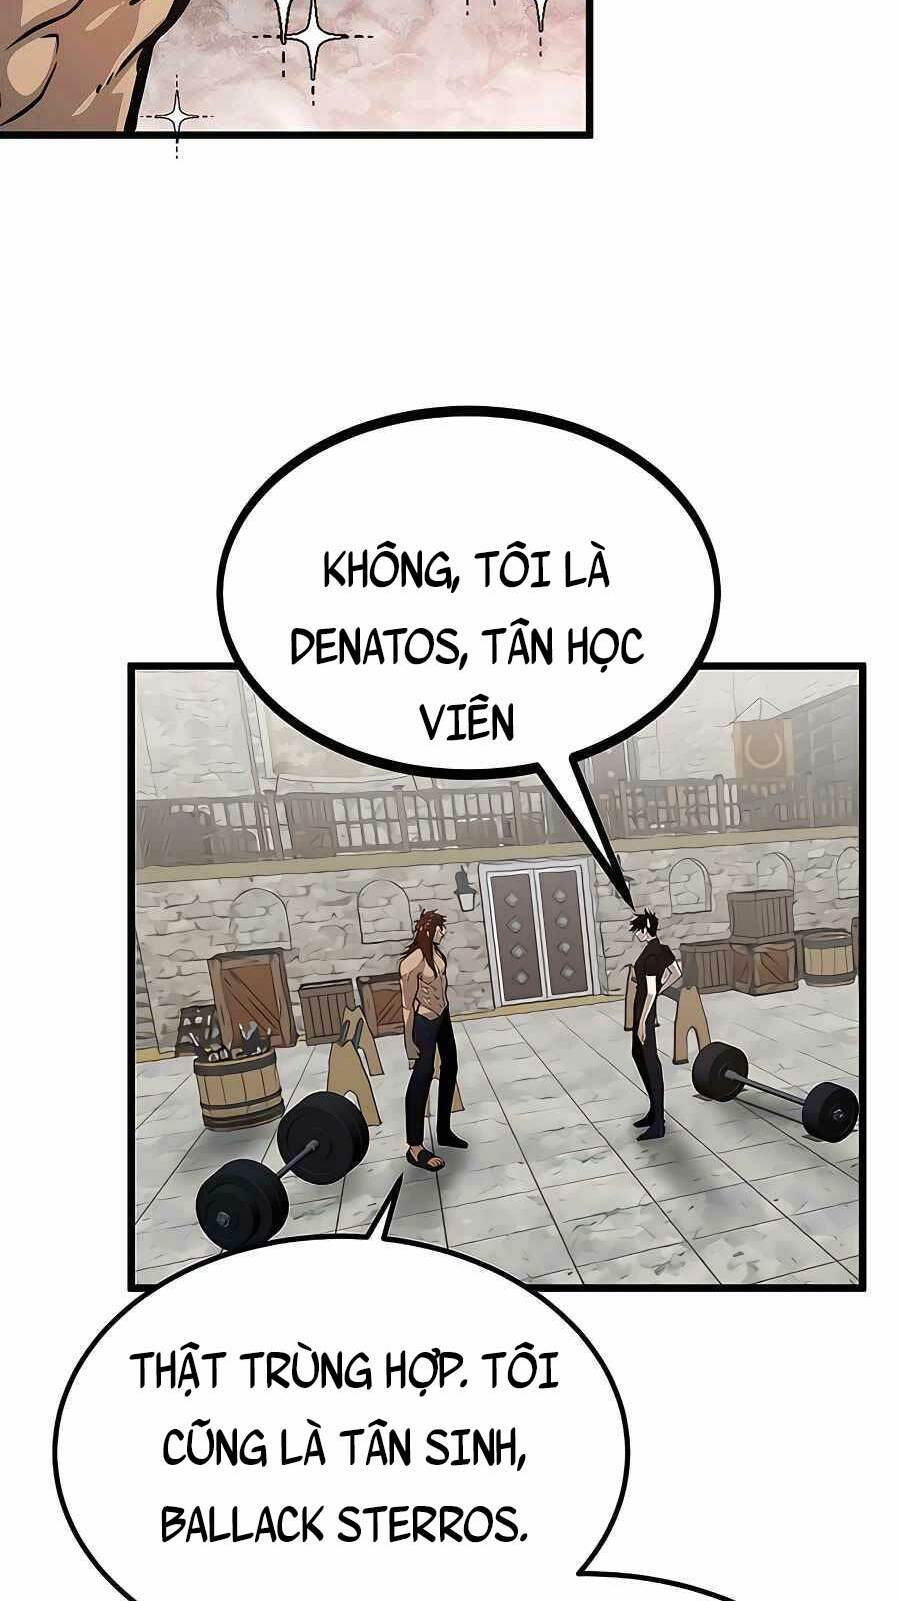 KHÔNG, TÔI LÀ
DENATOS, TÂN HỌC
VIÊN
THẬT TRÙNG HỢP. TÔI
CŨNG LÀ TÂN SINH,
BALLACK STERROS.